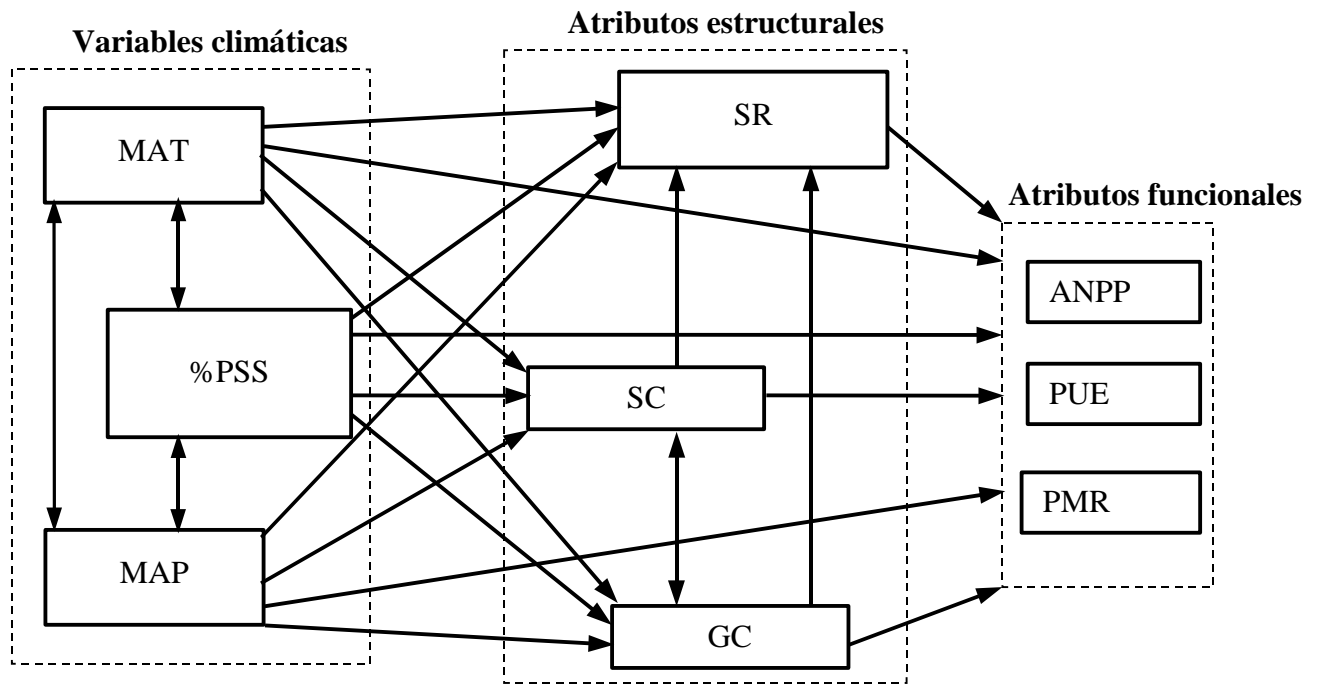 Variables climáticas
MAT
%PSS
MAP
Atributos estructurales
SR
SC
GC
Atributos funcionales
ANPP
PUE
PMR